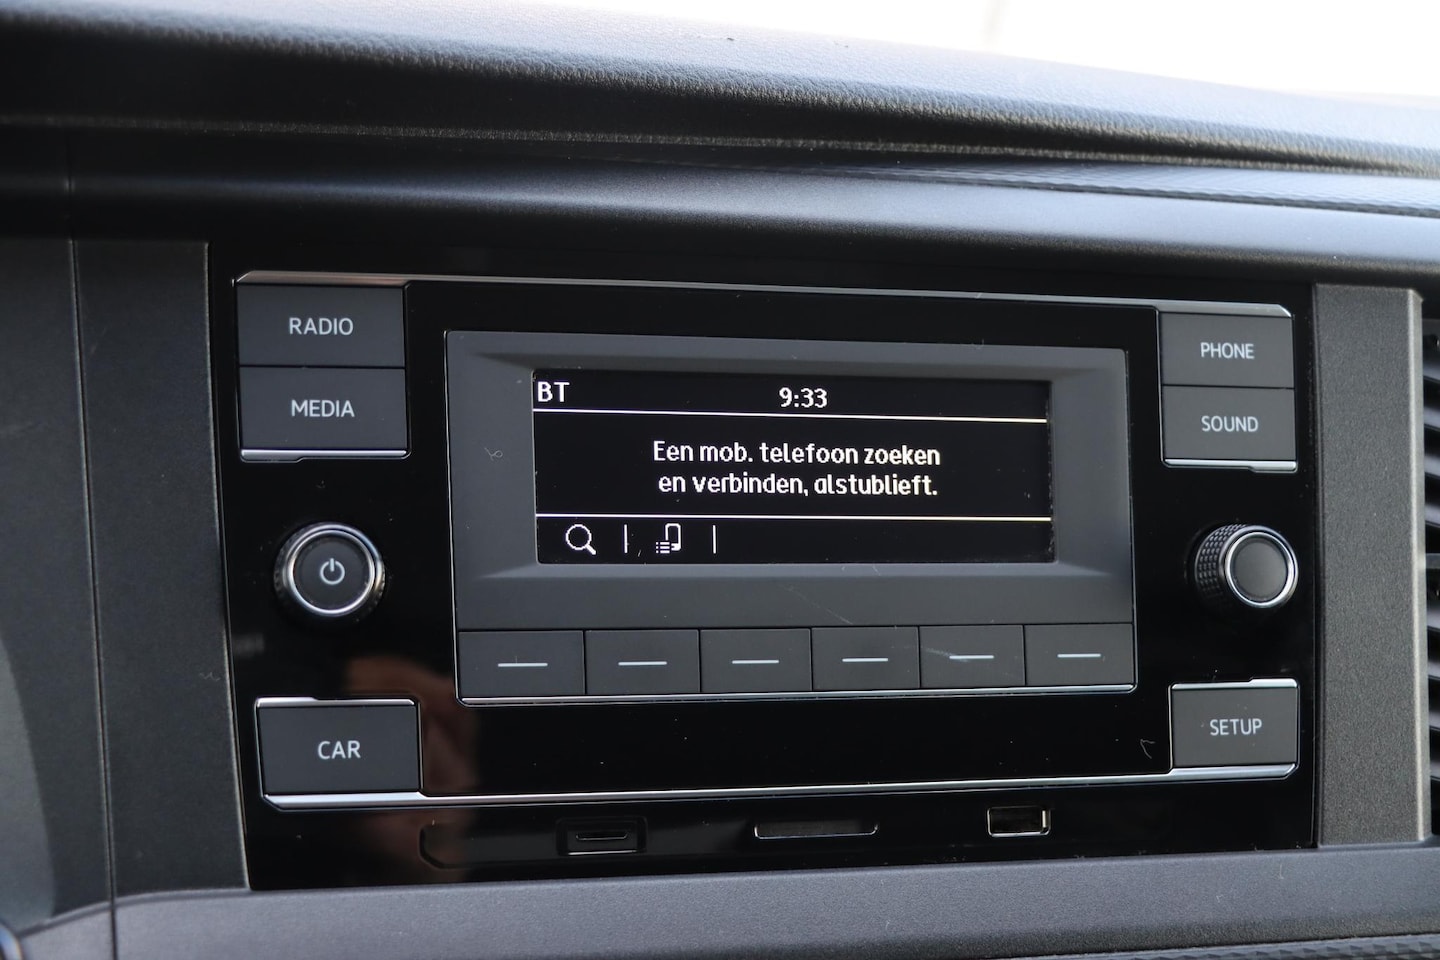 RADIO
MEDIA
BT
9:33
Een mob. telefoon zoeken
en verbinden, alstublieft.
PHONE
SOUND
CAR
SETUP